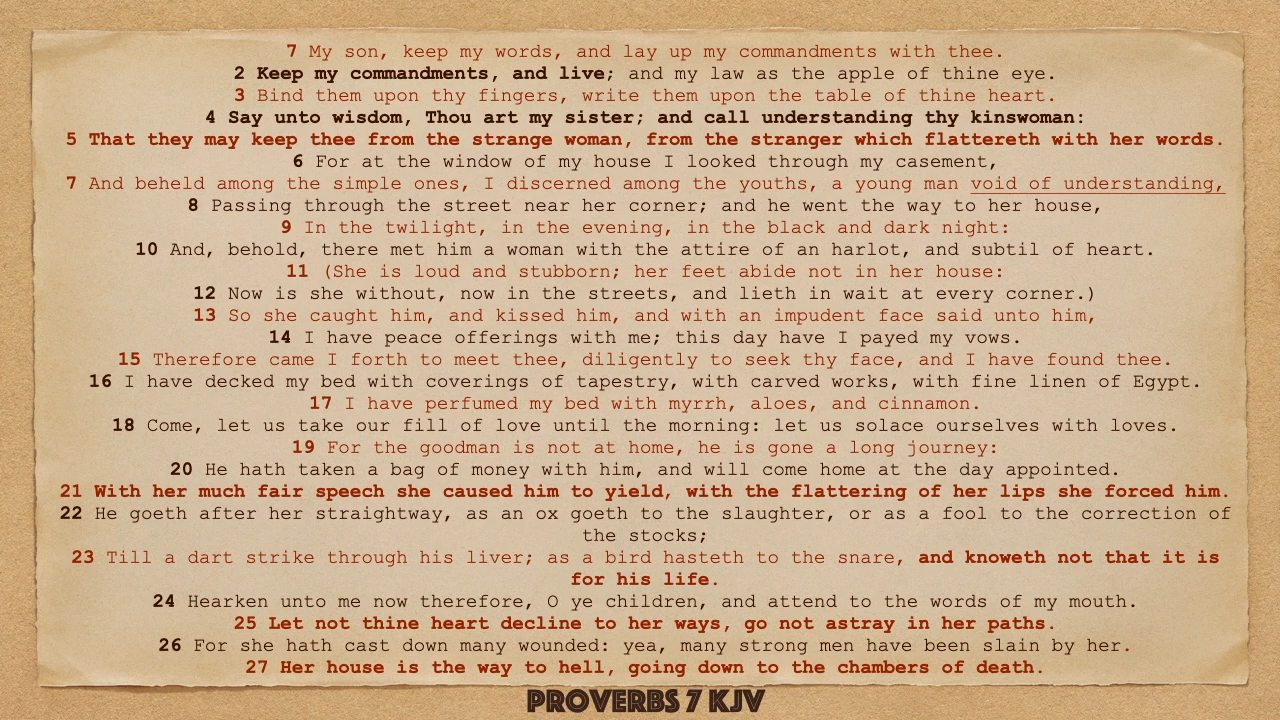 7 My son, keep my words, and lay up my commandments with thee.
2 Keep my commandments, and live; and my law as the apple of thine eye.
3 Bind them upon thy fingers, write them upon the table of thine heart.
4 Say unto wisdom, Thou art my sister; and call understanding thy kinswoman:
5 That they may keep thee from the strange woman, from the stranger which flattereth with her words.
6 For at the window of my house I looked through my casement,
7 And beheld among the simple ones, I discerned among the youths, a young man void of understanding,
8 Passing through the street near her corner; and he went the way to her house,
9 In the twilight, in the evening, in the black and dark night:
10 And, behold, there met him a woman with the attire of an harlot, and subtil of heart.
11 (She is loud and stubborn; her feet abide not in her house:
12 Now is she without, now in the streets, and lieth in wait at every corner.)
13 So she caught him, and kissed him, and with an impudent face said unto him,
14 I have peace offerings with me; this day have I payed my vows.
15 Therefore came I forth to meet thee, diligently to seek thy face, and I have found thee.
16 I have decked my bed with coverings of tapestry, with carved works, with fine linen of Egypt.
17 I have perfumed my bed with myrrh, aloes, and cinnamon.
18 Come, let us take our fill of love until the morning: let us solace ourselves with loves.
19 For the goodman is not at home, he is gone a long journey:
20 He hath taken a bag of money with him, and will come home at the day appointed.
21 With her much fair speech she caused him to yield, with the flattering of her lips she forced him.
22 He goeth after her straightway, as an ox goeth to the slaughter, or as a fool to the correction of
the stocks;
23 Till a dart strike through his liver; as a bird hasteth to the snare, and knoweth not that it is
for his life.
24 Hearken unto me now therefore, O ye children, and attend to the words of my mouth.
25 Let not thine heart decline to her ways, go not astray in her paths.
26 For she hath cast down many wounded: yea, many strong men have been slain by her.
27 Her house is the way to hell, going down to the chambers of death.
PROVERBS 7 KJV